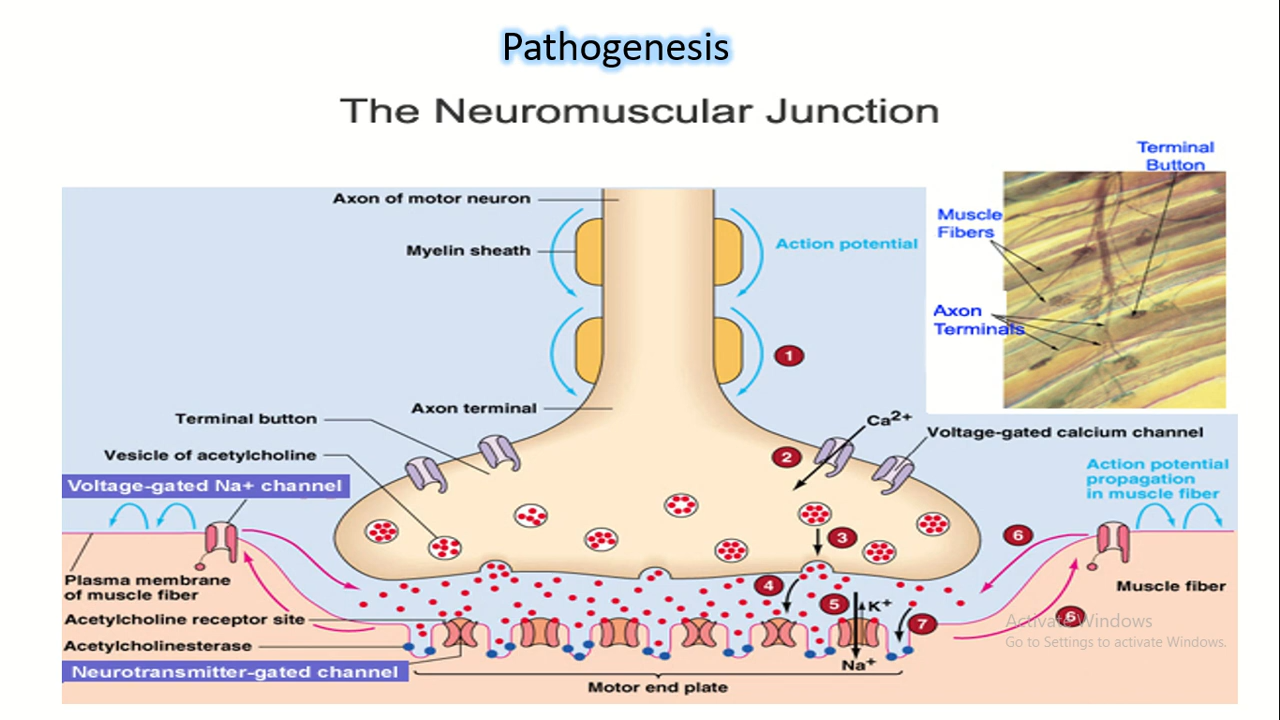 Pathogenesis
The Neuromuscular Junction
Terminal
Button
Muscle
Fibers
Axon
Terminals
Axon of motor neuron
Myelin sheath
Action potential
1
Axon terminal
Terminal button
Vesicle of acetylcholine
Voltage-gated Na+ channel
Ca2+
2
Voltage-gated calcium channel
Action potential
propagation
in muscle fiber
3
6
Plasma membrane
of muscle fiber
4
5
K+
7
6
Muscle fiber
Acetylcholine receptor site
Acetylcholinesterase
Neurotransmitter-gated channel
Na+
Motor end plate
Activate Windows
Go to Settings to activate Windows.